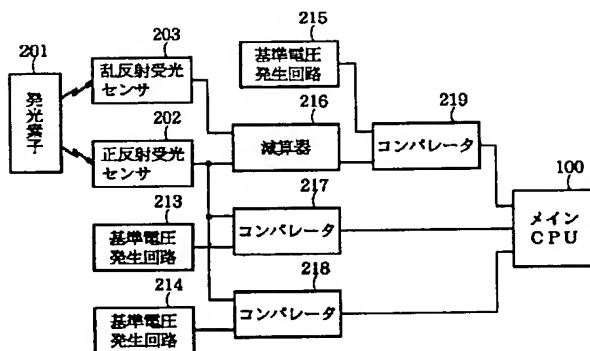 201
発光素子
203
乱反射受光
センサ
202
正反射受光
センサ
213
基準電圧
発生回路
214
基準電圧
発生回路
215
基準電圧
発生回路
216
減算器
217
コンパレータ
218
コンパレータ
219
コンパレータ
100
メイン
CPU